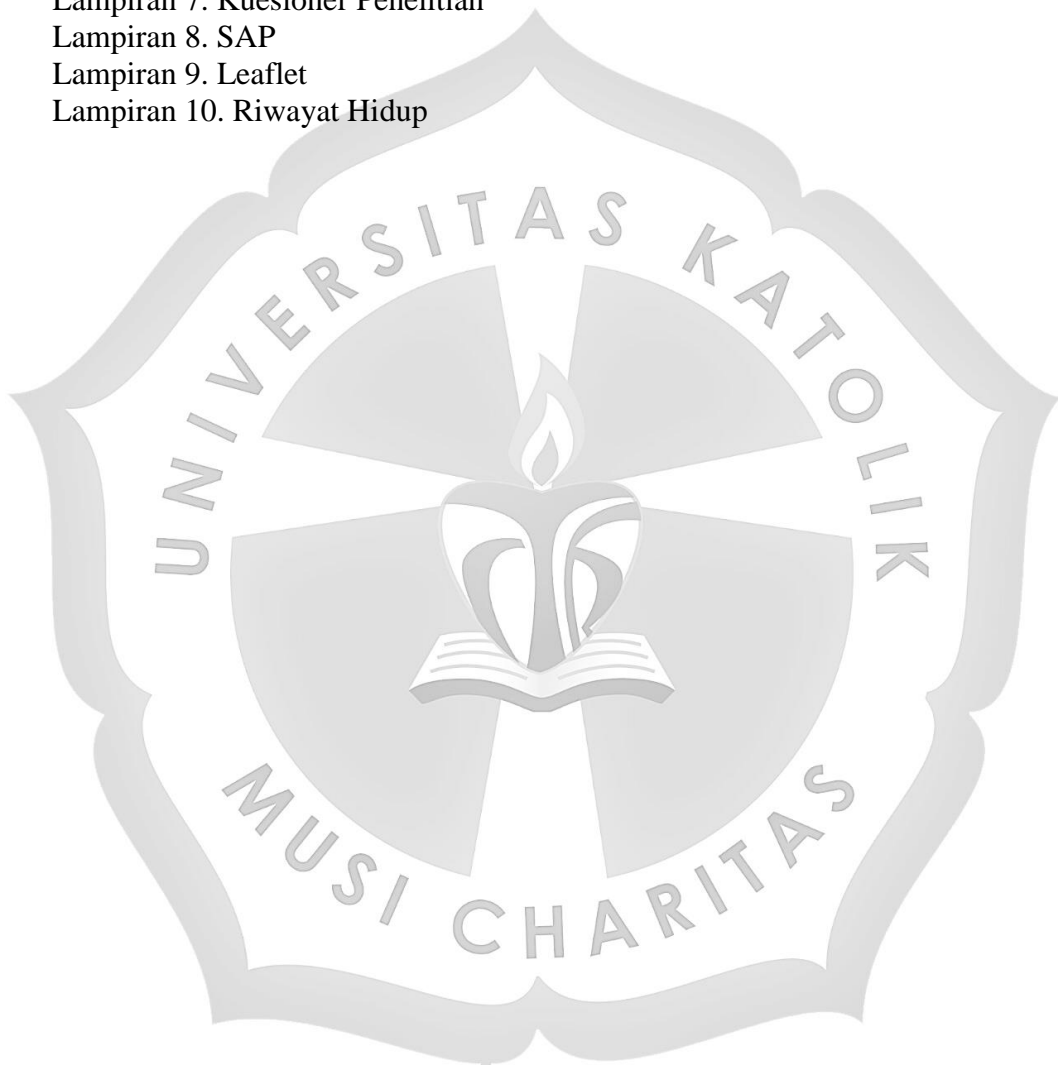 Lampiran 7. Kuesioner Penelitian
Lampiran 8. SAP
Lampiran 9. Leaflet
Lampiran 10. Riwayat Hidup
UNIVERSITAS KATOLIK
MUSI CHARITAS